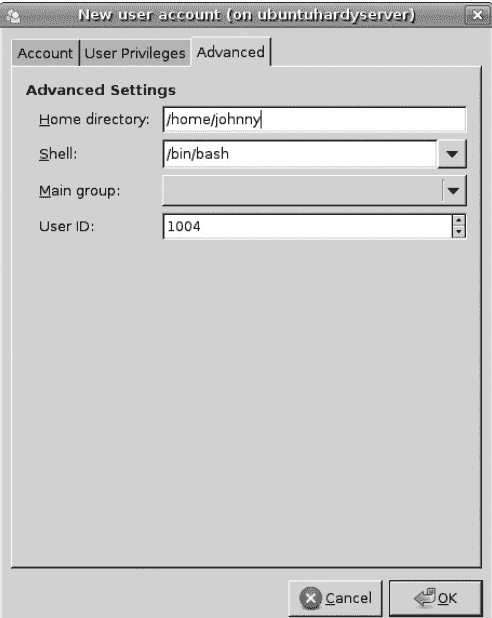 New user account (on ubuntuhardyserver)
Account User Privileges Advanced
Advanced Settings
Home directory: /home/johnny
Shell: /bin/bash
Main group:
User ID: 1004
Cancel OK